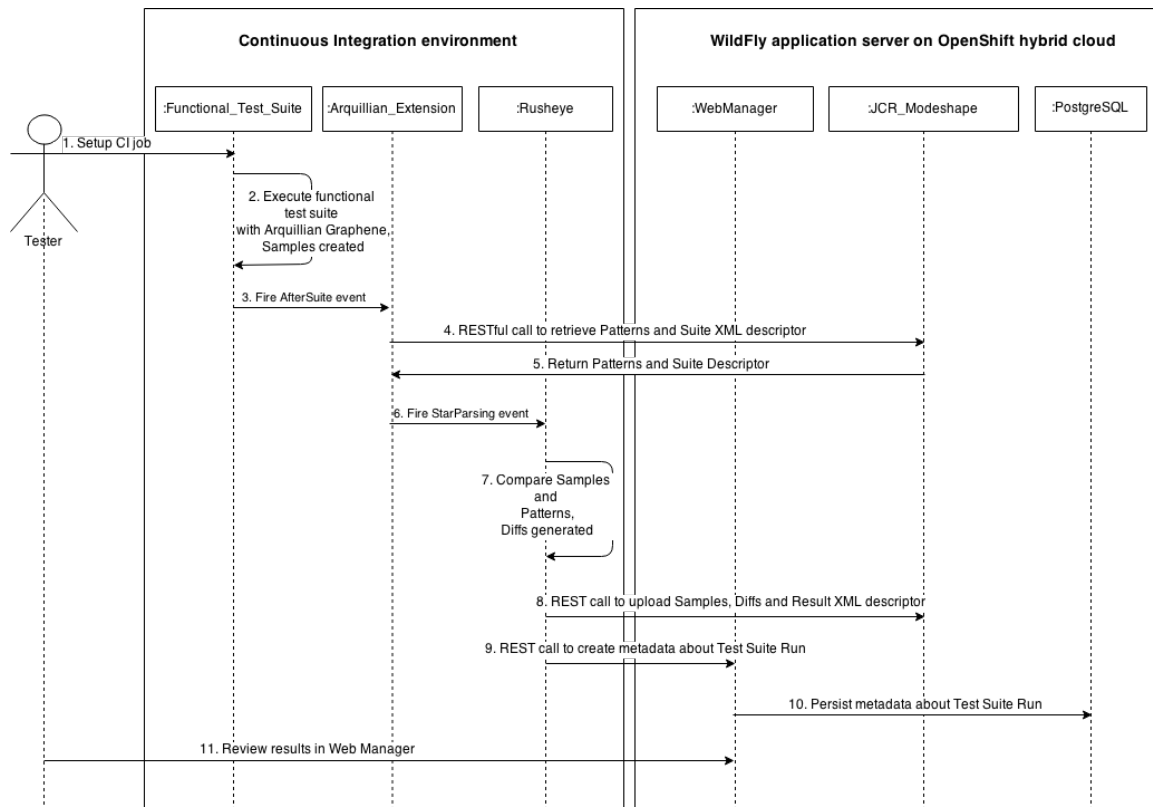 Continuous Integration environment
WildFly application server on OpenShift hybrid cloud
:Functional_Test_Suite
:Arquillian_Extension
:Rusheye
:WebManager
:JCR_Modeshape
:PostgreSQL
1. Setup CI job
Tester
2. Execute functional
test suite
with Arquillian Graphene,
Samples created
3. Fire AfterSuite event
4. RESTful call to retrieve Patterns and Suite XML descriptor
5. Return Patterns and Suite Descriptor
6. Fire StarParsing event
7. Compare Samples
and
Patterns,
Diffs generated
8. REST call to upload Samples, Diffs and Result XML descriptor
9. REST call to create metadata about Test Suite Run
10. Persist metadata about Test Suite Run
11. Review results in Web Manager